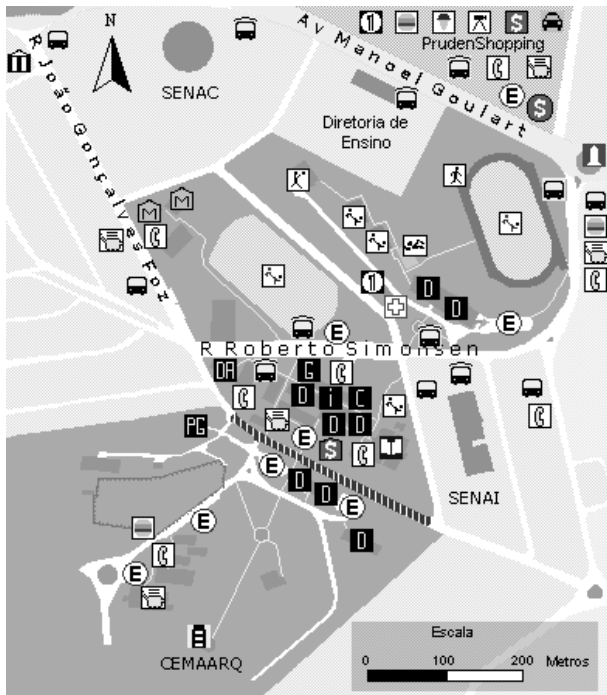 N
Av Manoel Goulart
PrudenShopping
R João Gonçalves Foz
SENAC
Diretoria de
Ensino
E
$
M
M
D
D
E
E
R Roberto Simonsen
DA
G
D
i
C
D
D
PG
E
$
E
D
D
E
D
SENAI
E
E
CEMAARQ
Escala
0 100 200 Metros